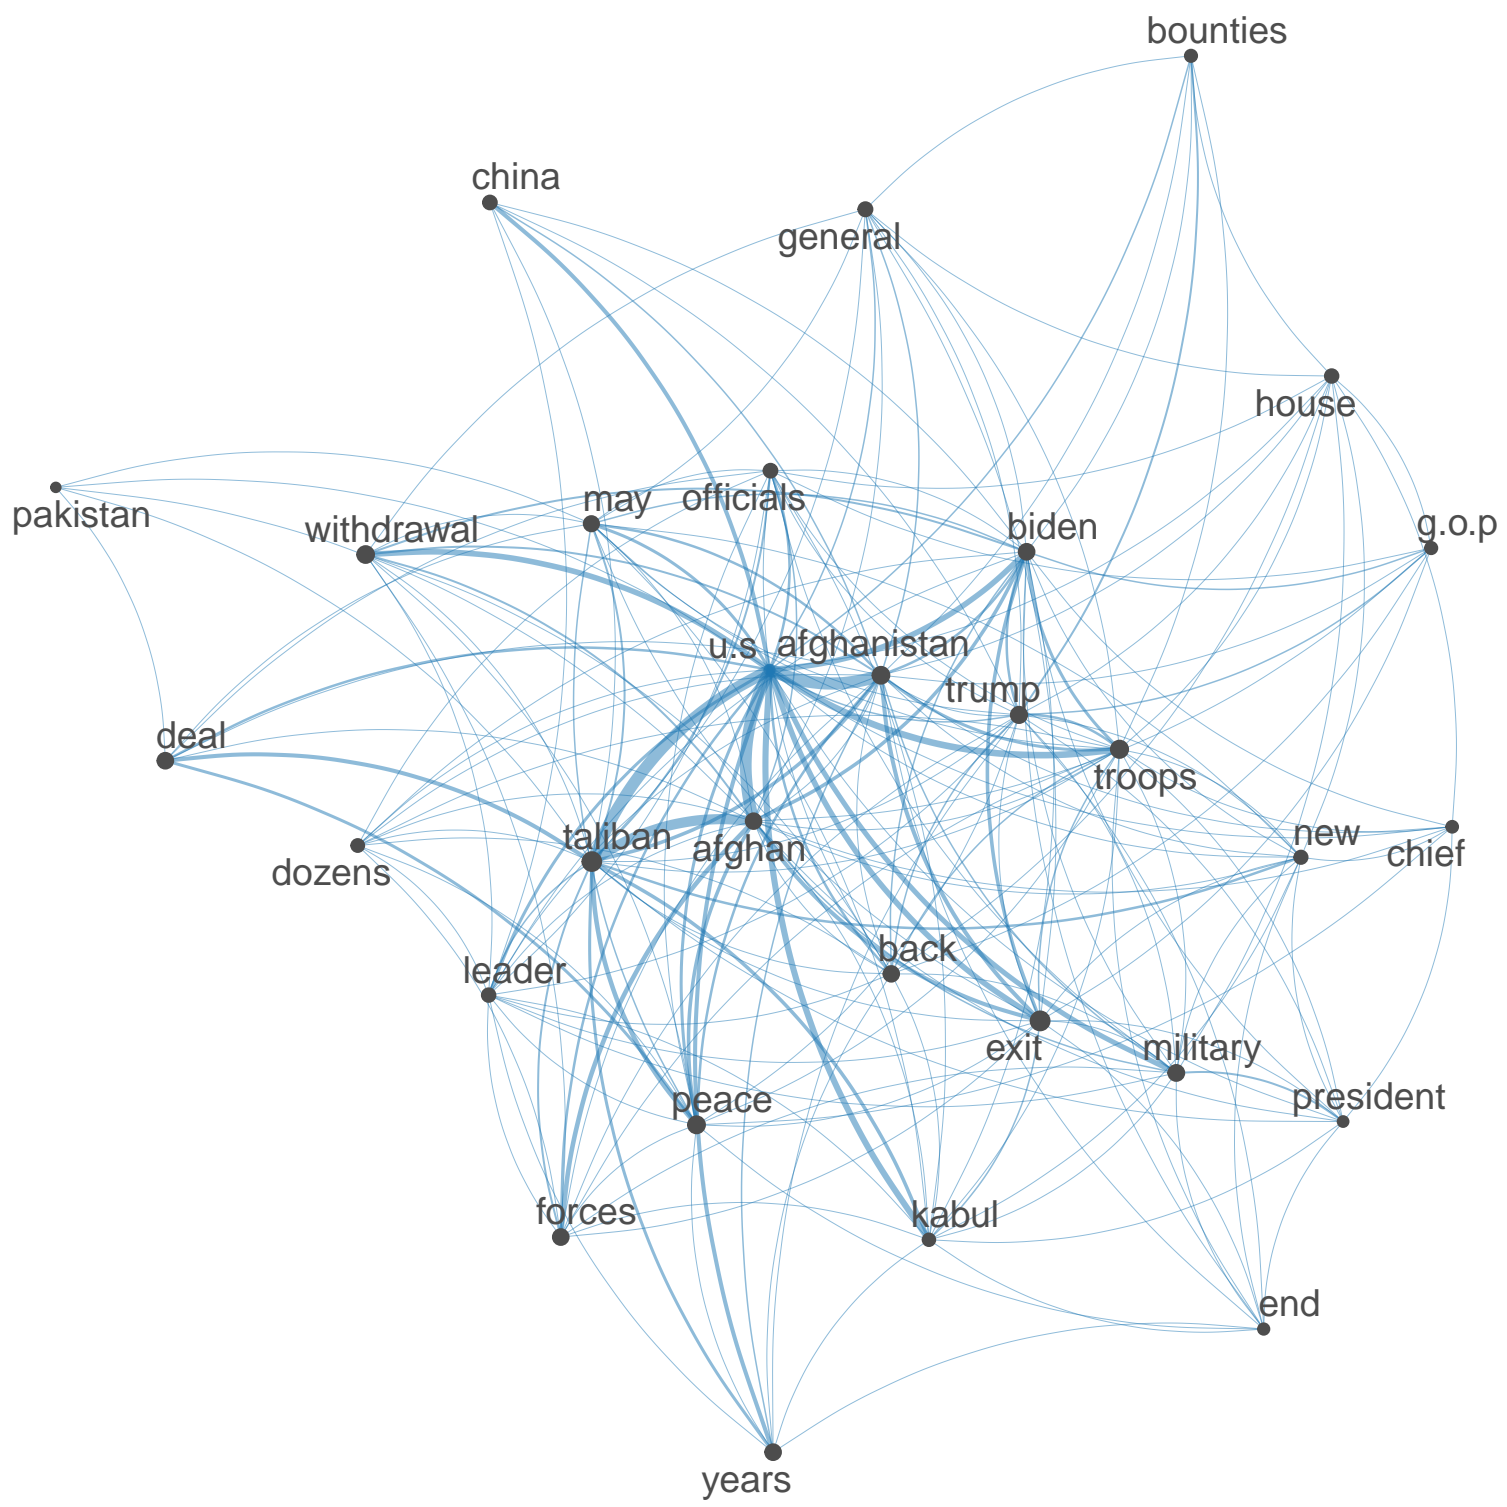 bounties
china
general
house
pakistan
withdrawal
may
officials
biden
g.o.p
u.s
afghanistan
trump
deal
troops
dozens
taliban
afghan
new
chief
leader
back
exit
military
peace
president
forces
kabul
end
years